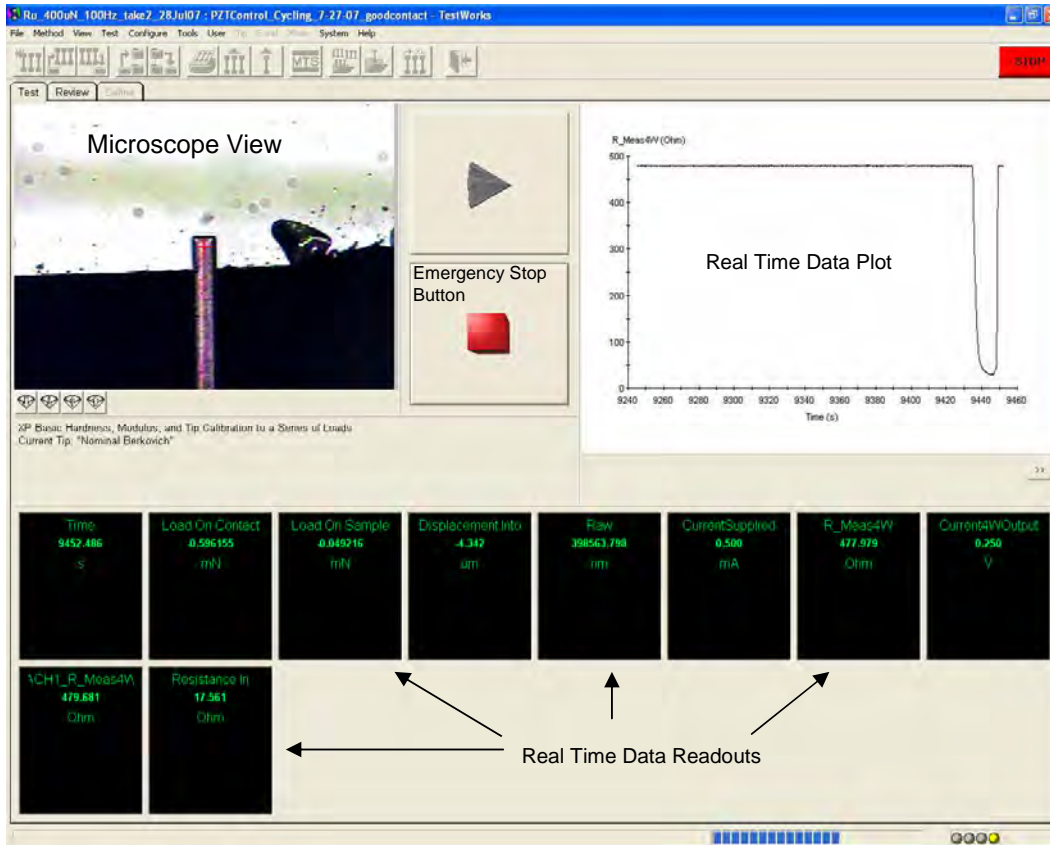 Ru_400uN_100Hz_take2_28Jul07 : PZTControl_Cycling_7-27-07_goodcontact - TestWorks
File Method View Test Configure Tools User System Help
MTS
STOP
Test Review Define
Microscope View
Emergency Stop
Button
XP Basic Hardness, Modulus, and Tip Calibration to a Series of Loads
Current Tip: "Nominal Berkovich"
R_Meas4W (Ohm)
500
400
300
200
100
0
Real Time Data Plot
9240 9260 9280 9300 9320 9340 9360 9380 9400 9420 9440 9460
Time (s)
>>
Time Load On Contact Load On Sample Displacement Into Raw CurrentSupplied R_Meas4W Current4WOutput
9452.486 -0.596155 -0.049216 -4.342 398563.798 0.500 477.979 0.250
s mN mN um nm mA Ohm V
ACH1_R_Meas4W Resistance In
479.681 17.561
Ohm Ohm
Real Time Data Readouts